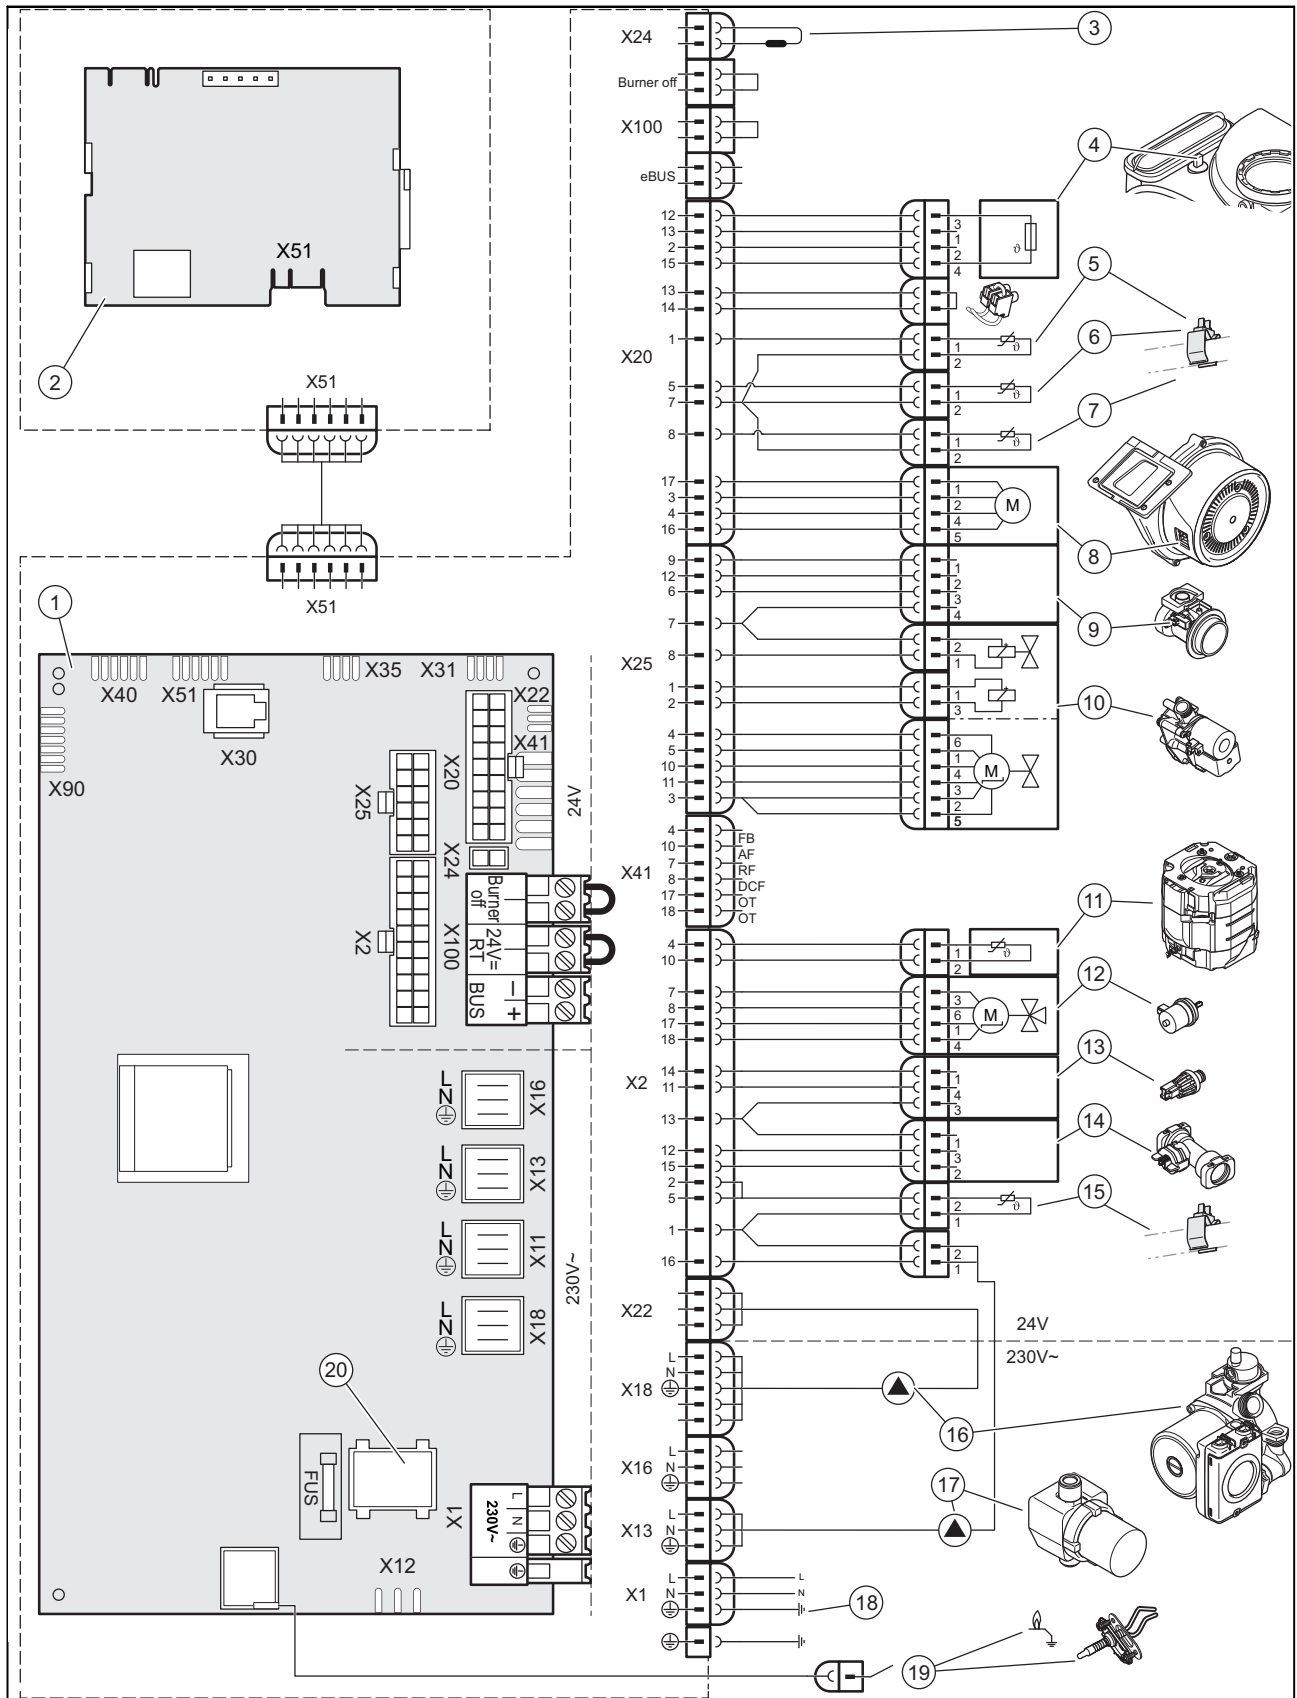 X24
3
Burner off
X100
4
eBUS
12
13
2
15
3
1
2
4
ϑ
X51
5
13
14
6
1
1
2
ϑ
X20
2
7
X51
5
7
1
2
ϑ
8
1
2
ϑ
17
3
4
16
1
2
4
5
M
8
9
12
6
1
2
3
4
X51
1
7
9
8
2
1
X25
X40
X51
X35
X31
X22
X30
X41
X20
X25
X90
24V
1
2
1
3
10
4
5
10
11
3
6
1
4
3
2
5
M
X24
4
10
7
8
17
18
FB
AF
RF
DCF
OT
OT
X41
Burner off
24V= RT
BUS
− +
X100
X2
11
4
10
1
2
ϑ
7
8
17
18
3
6
1
4
M
12
14
11
1
4
3
13
X2
13
12
15
1
3
2
14
2
5
2
1
ϑ
15
1
16
2
1
L
N
X16
L
N
X13
L
N
X11
L
N
X18
230V~
X22
24V
230V~
L
N
X18
16
L
N
X16
17
L
N
X13
20
FUS
X1
L
N
230V~
X12
L
N
X1
L
N
18
19